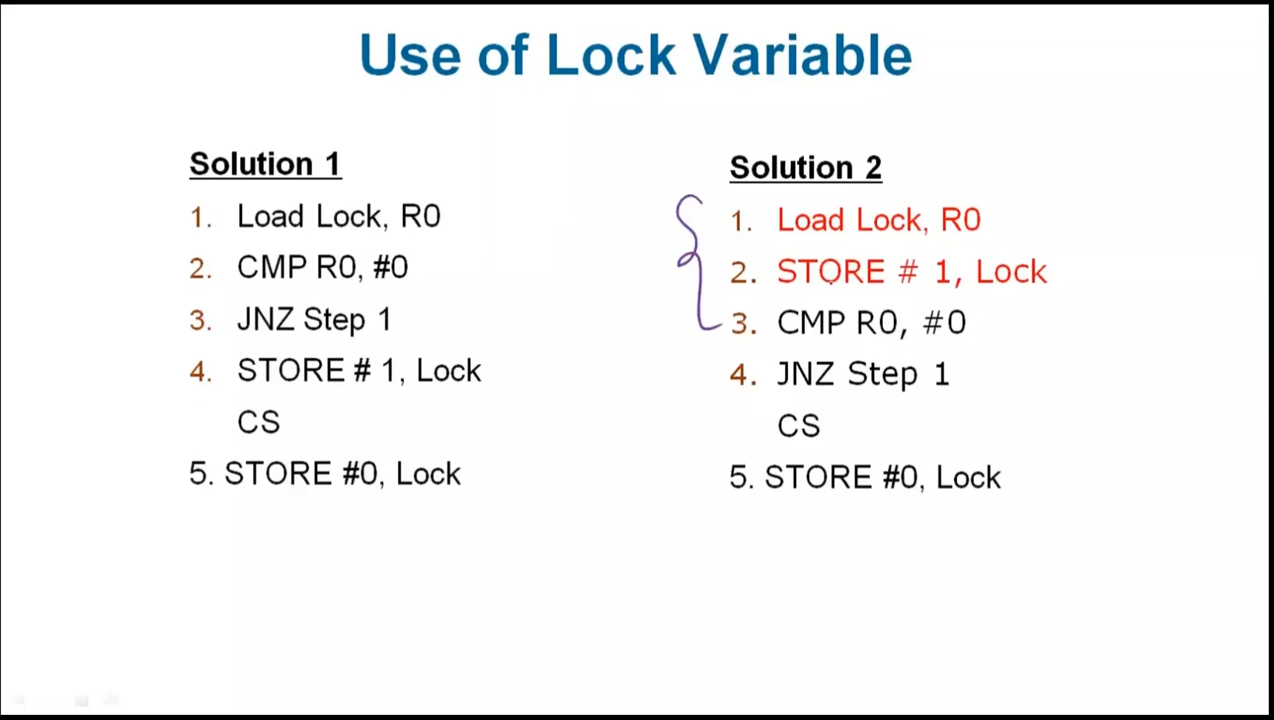 Use of Lock Variable
Solution 1
1. Load Lock, R0
2. CMP R0, #0
3. JNZ Step 1
4. STORE # 1, Lock
CS
5. STORE #0, Lock
Solution 2
1. Load Lock, R0
2. STORE # 1, Lock
3. CMP R0, #0
4. JNZ Step 1
CS
5. STORE #0, Lock